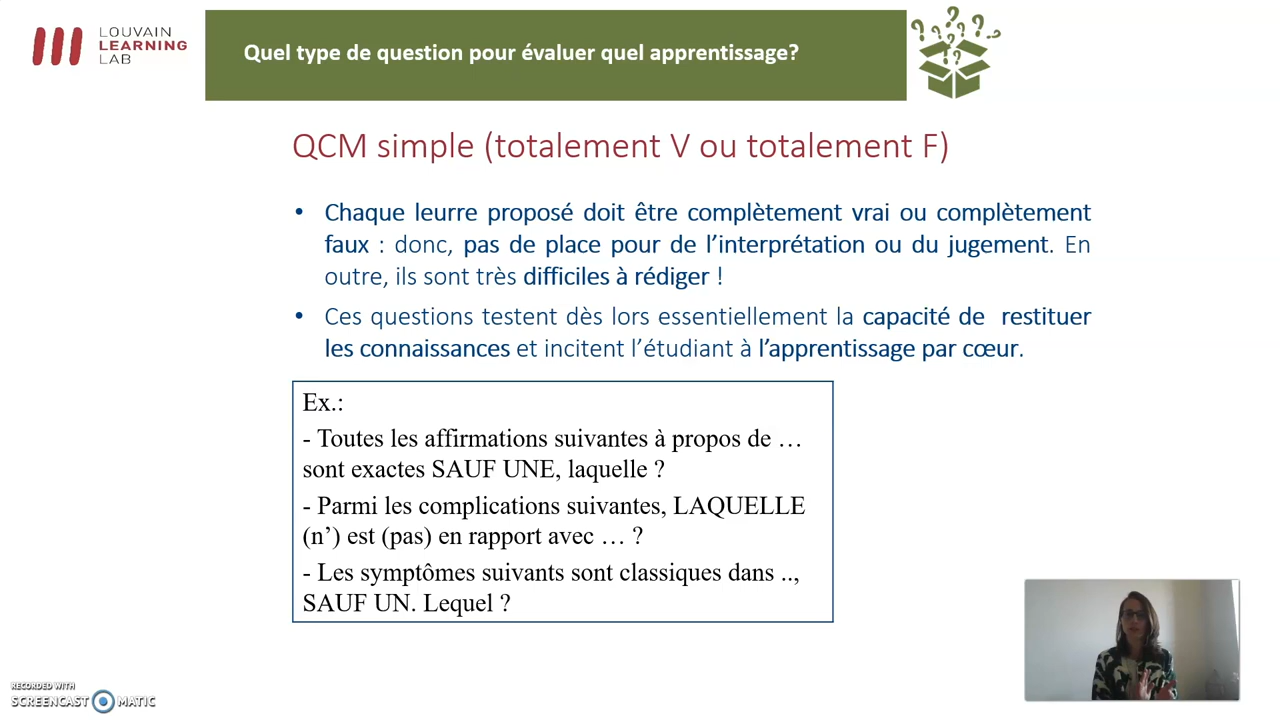 LOUVAIN
LEARNING
LAB
Quel type de question pour évaluer quel apprentissage?
QCM simple (totalement V ou totalement F)
• Chaque leurre proposé doit être complètement vrai ou complètement
faux : donc, pas de place pour de l’interprétation ou du jugement. En
outre, ils sont très difficiles à rédiger !
• Ces questions testent dès lors essentiellement la capacité de restituer
les connaissances et incitent l’étudiant à l’apprentissage par cœur.
Ex.:
- Toutes les affirmations suivantes à propos de …
sont exactes SAUF UNE, laquelle ?
- Parmi les complications suivantes, LAQUELLE
(n’) est (pas) en rapport avec … ?
- Les symptômes suivants sont classiques dans ..,
SAUF UN. Lequel ?
RECORDED WITH
SCREENCAST MATIC